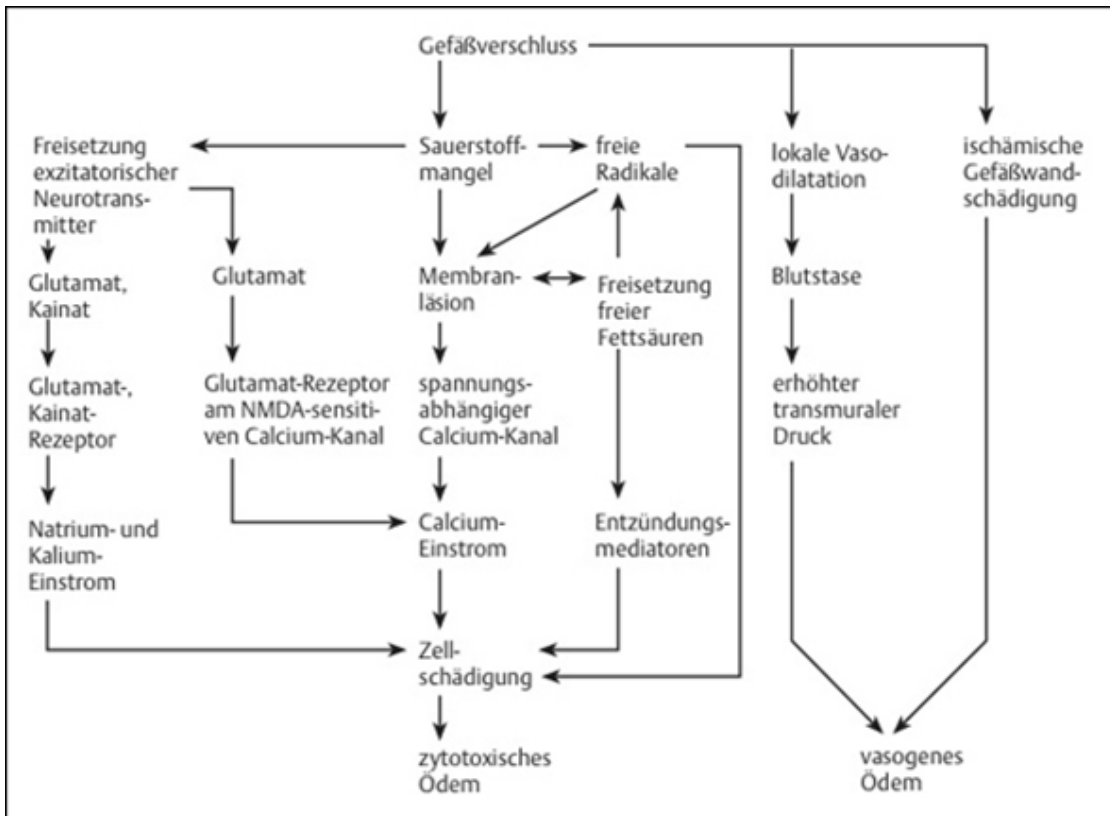 Gefäßverschluss
Freisetzung
exzitatorischer
Neurotrans-
mitter
Sauerstoff-
mangel
freie
Radikale
lokale Vaso-
dilatation
ischämische
Gefäßwand-
schädigung
Glutamat,
Kainat
Glutamat
Membran-
läsion
Freisetzung
freier
Fettsäuren
Blutstase
Glutamat-,
Kainat-
Rezeptor
Glutamat-Rezeptor
am NMDA-sensiti-
ven Calcium-Kanal
spannungs-
abhängiger
Calcium-Kanal
erhöhter
transmuraler
Druck
Natrium- und
Kalium-
Einstrom
Calcium-
Einstrom
Entzündungs-
mediatoren
Zell-
schädigung
zytotoxisches
Ödem
vasogenes
Ödem